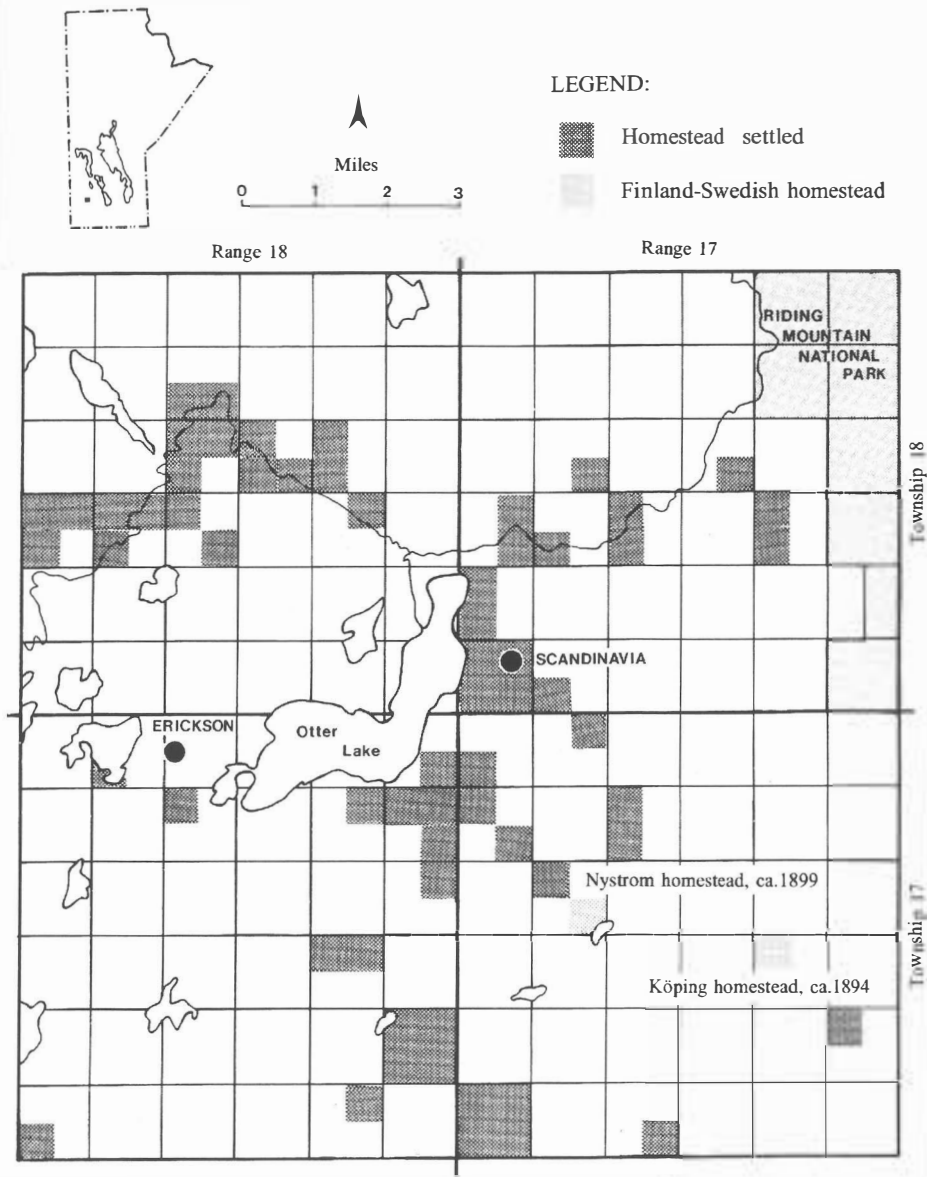 LEGEND:
Homestead settled
Finland-Swedish homestead
Miles
0 1 2 3
Range 18
Range 17
RIDING
MOUNTAIN
NATIONAL
PARK
Township 18
SCANDINAVIA
ERICKSON
Otter
Lake
Nystrom homestead, ca.1899
Township 17
Köping homestead, ca.1894